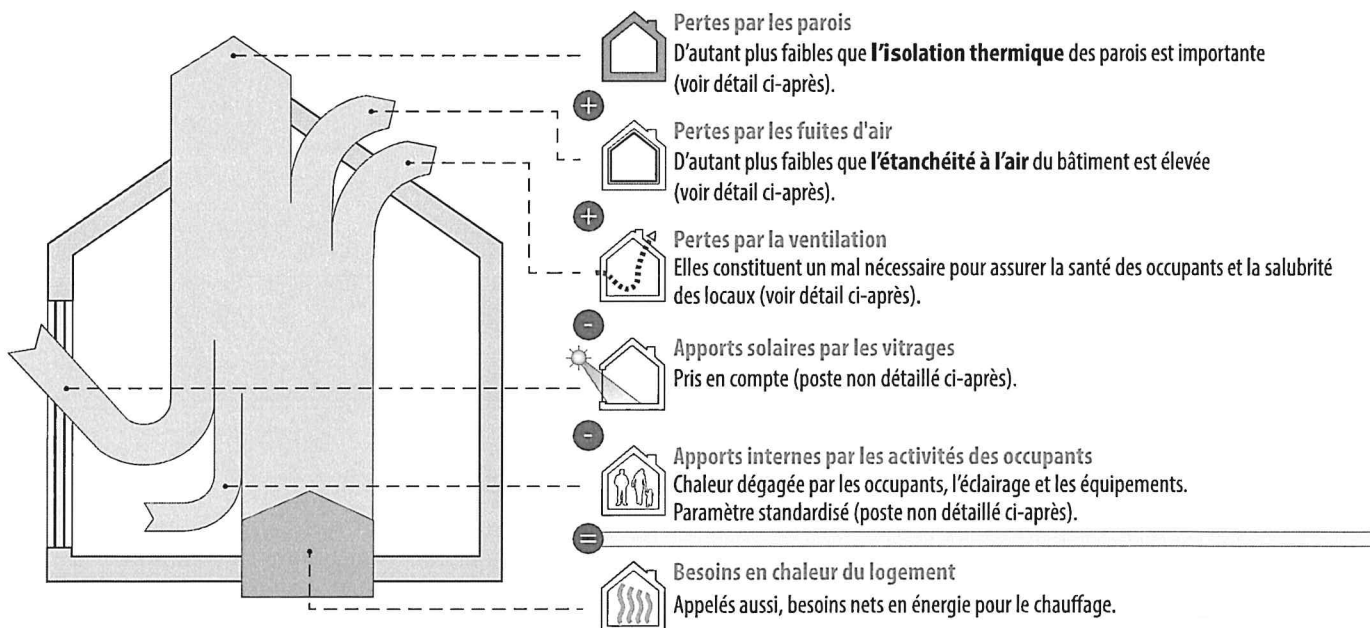 Pertes par les parois
D'autant plus faibles que l'isolation thermique des parois est importante
(voir détail ci-après).
+
Pertes par les fuites d'air
D'autant plus faibles que l'étanchéité à l'air du bâtiment est élevée
(voir détail ci-après).
+
Pertes par la ventilation
Elles constituent un mal nécessaire pour assurer la santé des occupants et la salubrité
des locaux (voir détail ci-après).
-
Apports solaires par les vitrages
Pris en compte (poste non détaillé ci-après).
-
Apports internes par les activités des occupants
Chaleur dégagée par les occupants, l'éclairage et les équipements.
Paramètre standardisé (poste non détaillé ci-après).
=
Besoins en chaleur du logement
Appelés aussi, besoins nets en énergie pour le chauffage.